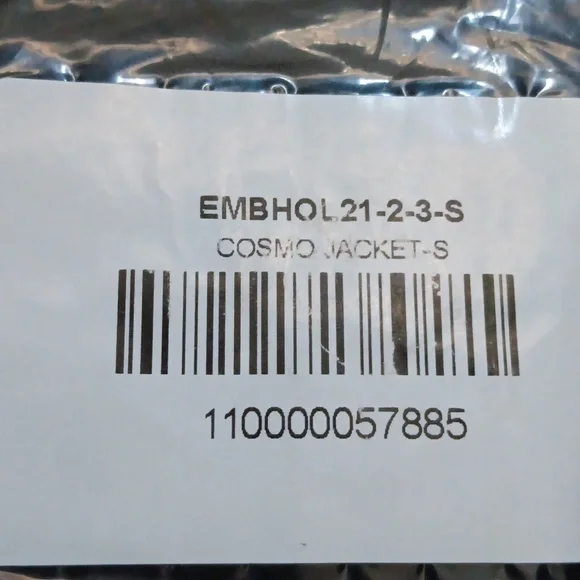 EMBHOL21-2-3-S
COSMO JACKET-S
110000057885